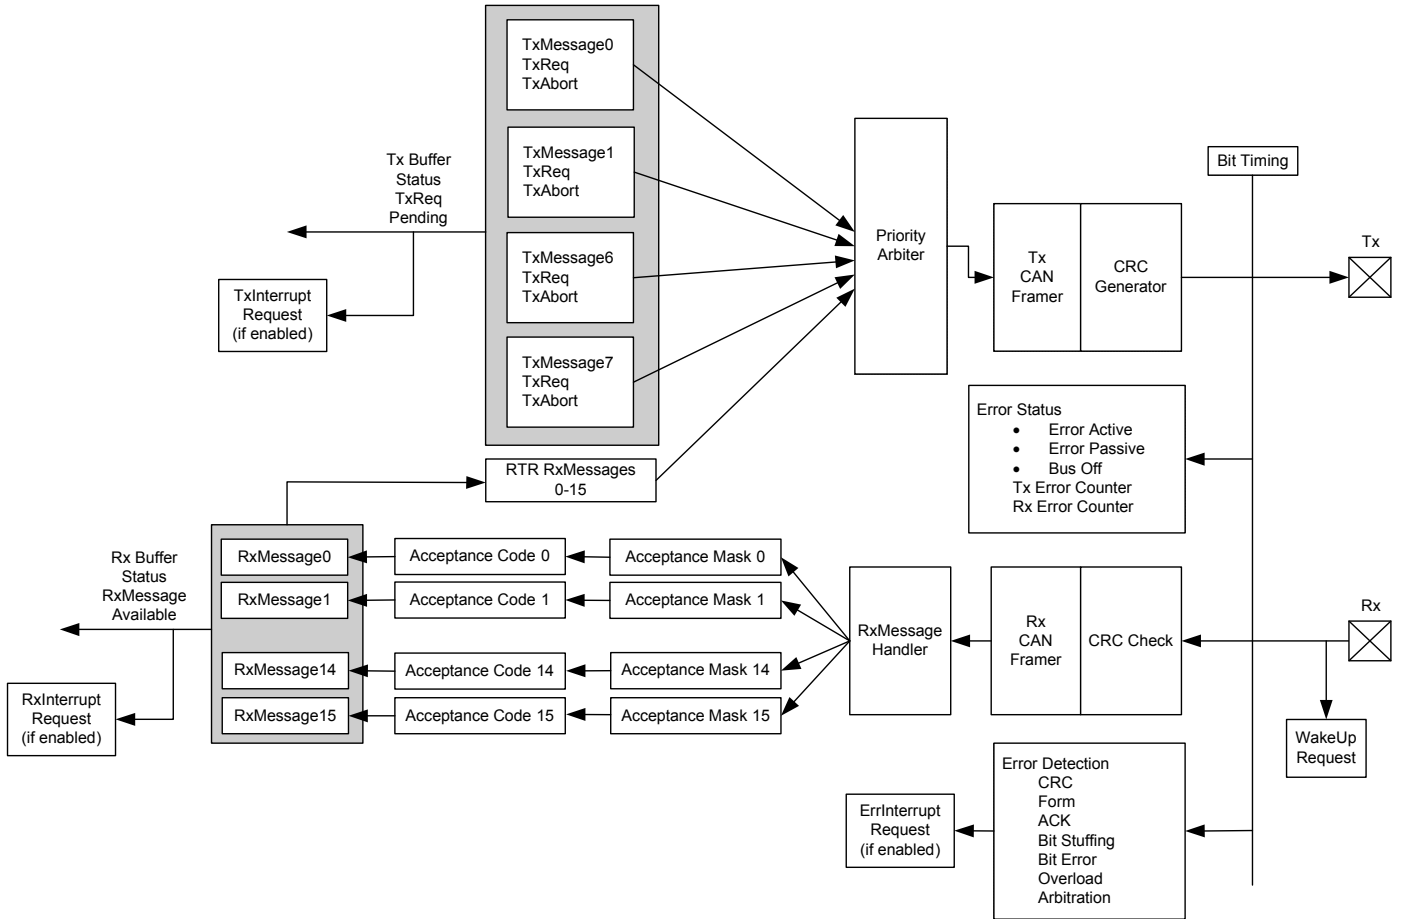 TxMessage0
TxReq
TxAbort
TxMessage1
TxReq
TxAbort
TxMessage6
TxReq
TxAbort
TxMessage7
TxReq
TxAbort
Tx Buffer
Status
TxReq
Pending
TxInterrupt
Request
(if enabled)
Priority
Arbiter
Tx
CAN
Framer
CRC
Generator
Bit Timing
Tx
Error Status
• Error Active
• Error Passive
• Bus Off
Tx Error Counter
Rx Error Counter
RTR RxMessages
0-15
Rx Buffer
Status
RxMessage
Available
RxInterrupt
Request
(if enabled)
RxMessage0
Acceptance Code 0
Acceptance Mask 0
RxMessage1
Acceptance Code 1
Acceptance Mask 1
RxMessage14
Acceptance Code 14
Acceptance Mask 14
RxMessage15
Acceptance Code 15
Acceptance Mask 15
RxMessage
Handler
Rx
CAN
Framer
CRC Check
Rx
WakeUp
Request
ErrInterrupt
Request
(if enabled)
Error Detection
CRC
Form
ACK
Bit Stuffing
Bit Error
Overload
Arbitration